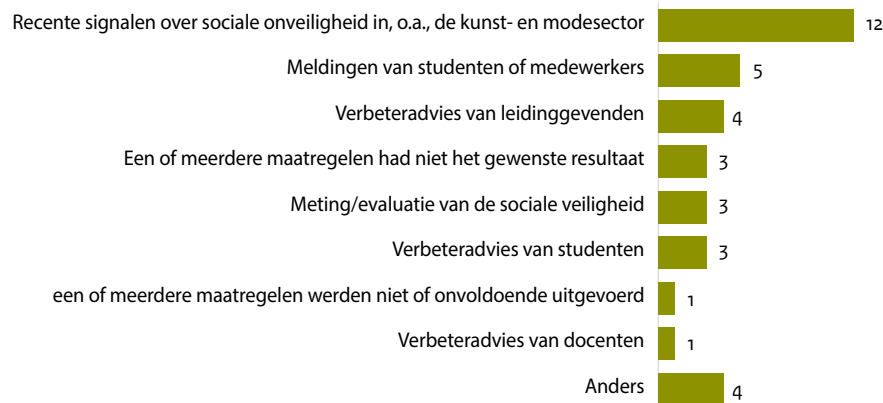 Recente signalen over sociale onveiligheid in, o.a., de kunst- en modesector 12
Meldingen van studenten of medewerkers 5
Verbeteradvies van leidinggevenden 4
Een of meerdere maatregelen had niet het gewenste resultaat 3
Meting/evaluatie van de sociale veiligheid 3
Verbeteradvies van studenten 3
een of meerdere maatregelen werden niet of onvoldoende uitgevoerd 1
Verbeteradvies van docenten 1
Anders 4